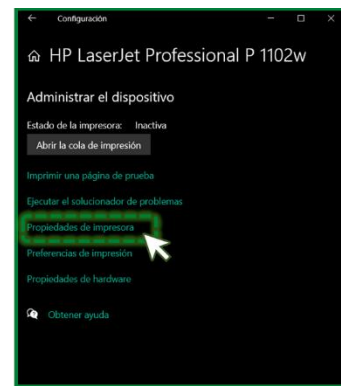 Configuración
HP LaserJet Professional P 1102w
Administrar el dispositivo
Estado de la impresora: Inactiva
Abrir la cola de impresión
Imprimir una página de prueba
Ejecutar el solucionador de problemas
Propiedades de impresora
Preferencias de impresión
Propiedades de hardware
Obtener ayuda